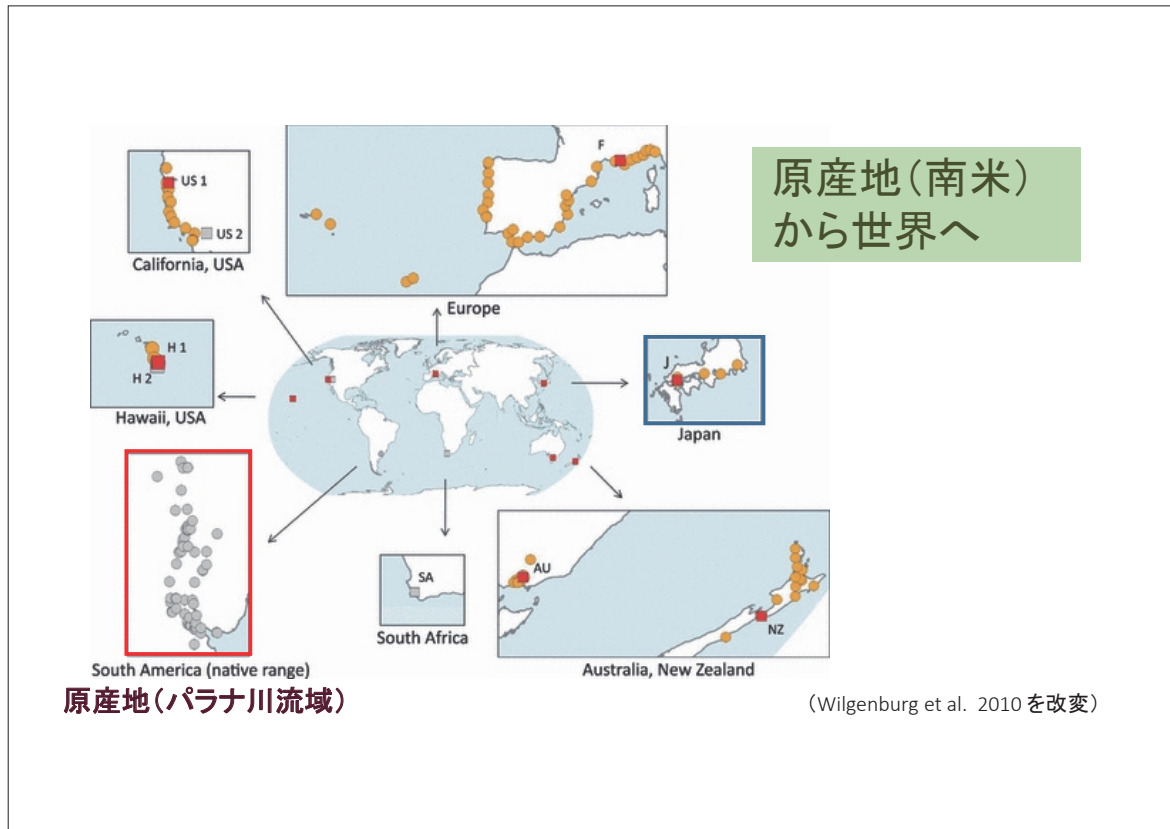 原産地(南米)
から世界へ
F
US 1
US 2
California, USA
Europe
H 1
H 2
Hawaii, USA
J
Japan
SA
South Africa
AU
NZ
Australia, New Zealand
South America (native range)
原産地(パラナ川流域)
(Wilgenburg et al. 2010 を改変)